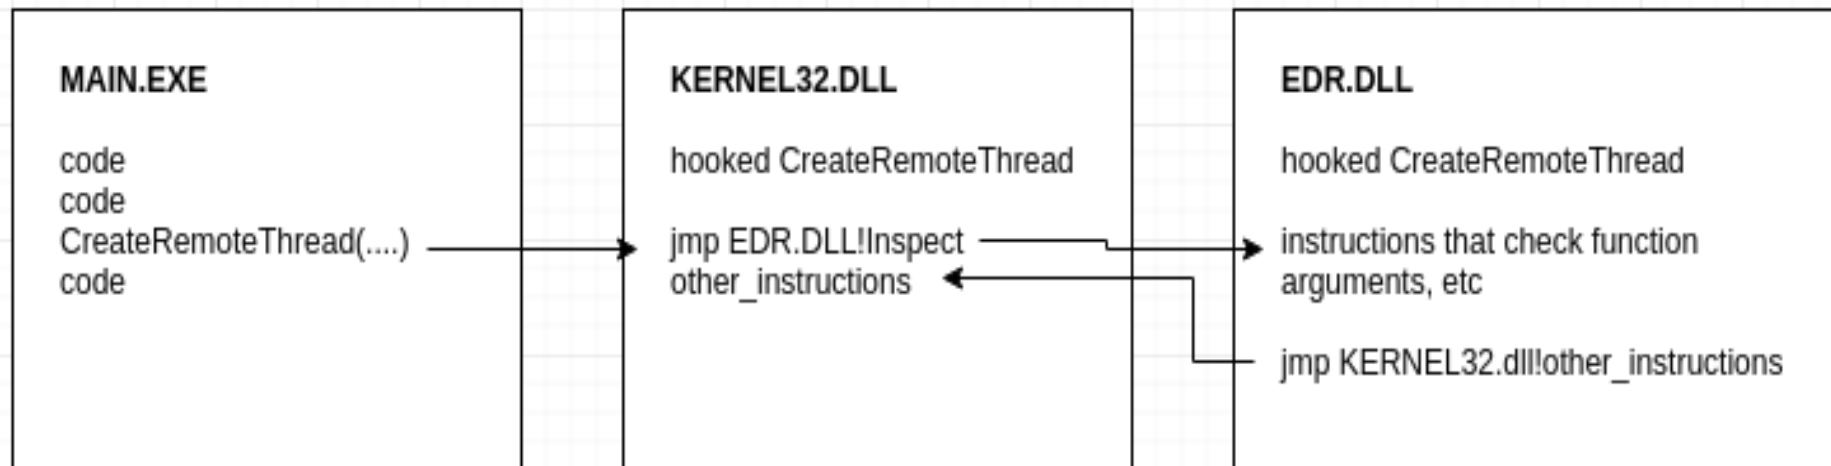 MAIN.EXE
code
code
CreateRemoteThread(....)
code
KERNEL32.DLL
hooked CreateRemoteThread
jmp EDR.DLL!Inspect
other_instructions
EDR.DLL
hooked CreateRemoteThread
instructions that check function
arguments, etc
jmp KERNEL32.dll!other_instructions